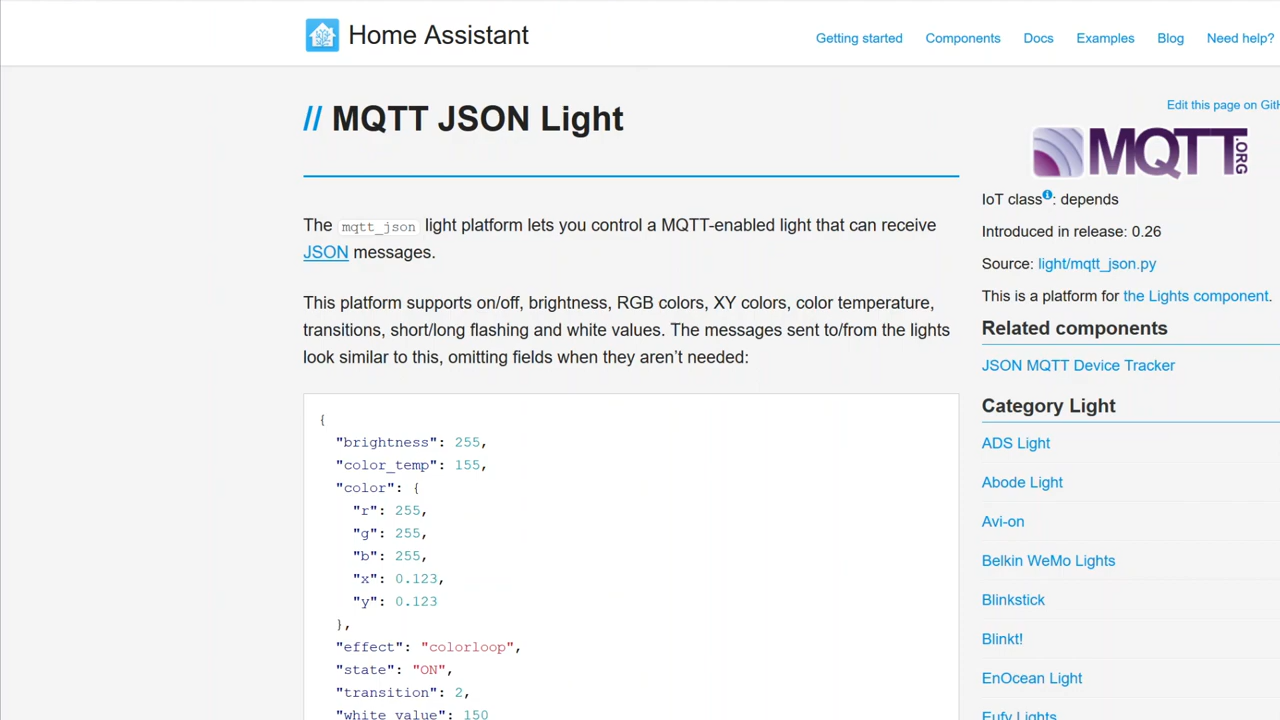 Home Assistant
Getting started
Components
Docs
Examples
Blog
Need help?
// MQTT JSON Light
The mqtt_json light platform lets you control a MQTT-enabled light that can receive
JSON messages.
This platform supports on/off, brightness, RGB colors, XY colors, color temperature,
transitions, short/long flashing and white values. The messages sent to/from the lights
look similar to this, omitting fields when they aren’t needed:
{
"brightness": 255,
"color_temp": 155,
"color": {
"r": 255,
"g": 255,
"b": 255,
"x": 0.123,
"y": 0.123
},
"effect": "colorloop",
"state": "ON",
"transition": 2,
"white_value": 150
Edit this page on GitH
MQTT.ORG
IoT class: depends
Introduced in release: 0.26
Source: light/mqtt_json.py
This is a platform for the Lights component.
Related components
JSON MQTT Device Tracker
Category Light
ADS Light
Abode Light
Avi-on
Belkin WeMo Lights
Blinkstick
Blinkt!
EnOcean Light
Eufy Lights